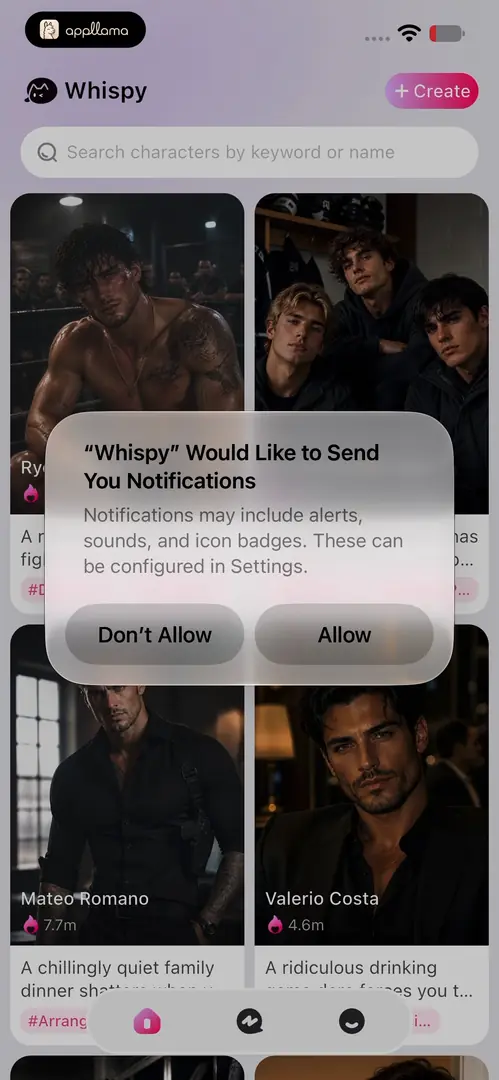 appllama
Whispy
+ Create
Search characters by keyword or name
“Whispy” Would Like to Send
You Notifications
Notifications may include alerts,
sounds, and icon badges. These can
be configured in Settings.
Don’t Allow
Allow
Mateo Romano
7.7m
Valerio Costa
4.6m
A chillingly quiet family
dinner
A ridiculous drinking
you t...